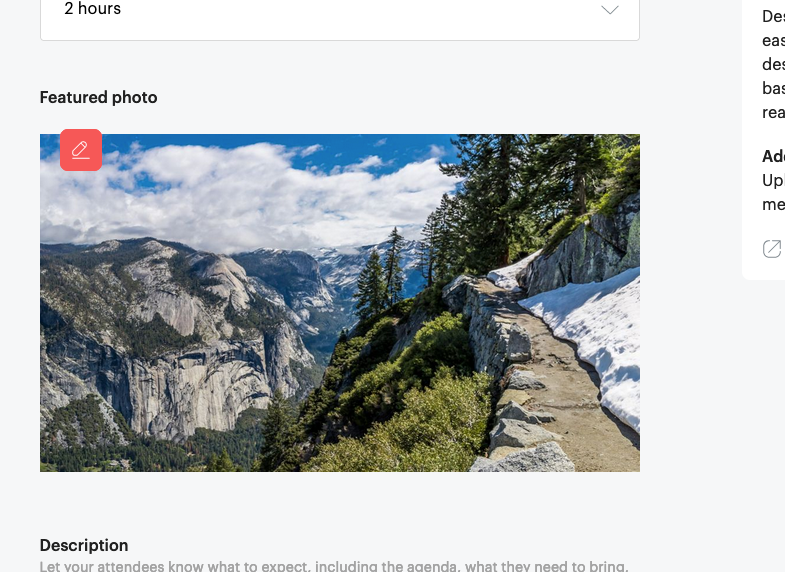 2 hours
Featured photo
Description
Let your attendees know what to expect, including the agenda, what they need to bring,
Des
eas
des
bas
rea
Add
Upl
me